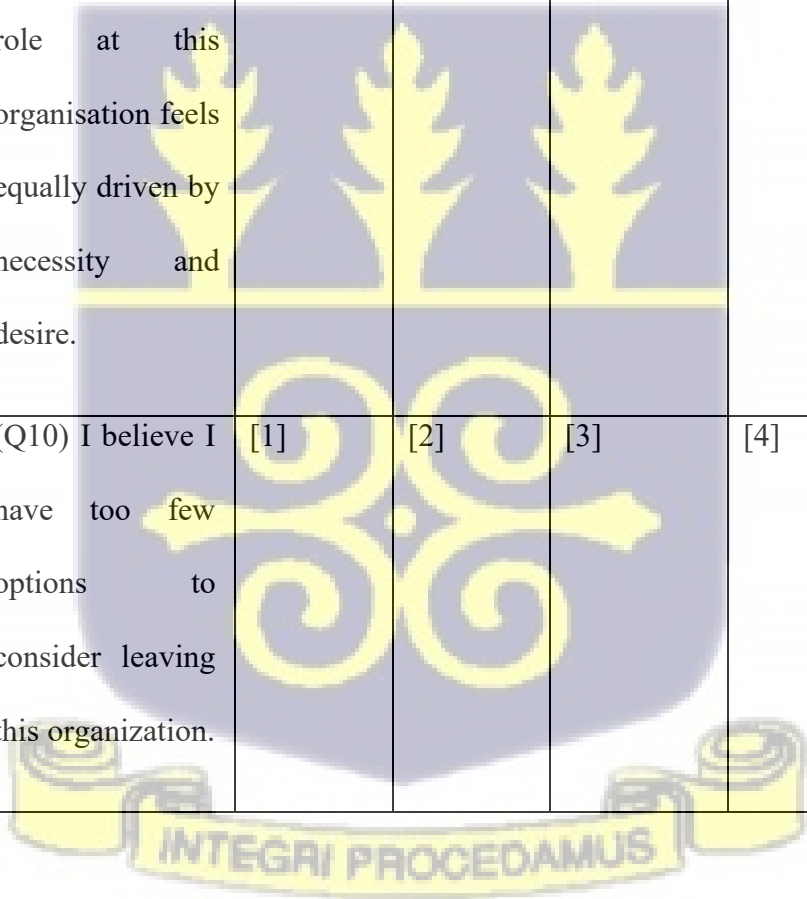 role at this
organisation feels
equally driven by
necessity and
desire.
(Q10) I believe I [1] [2] [3] [4]
have too few
options to
consider leaving
this organization.
INTEGRI PROCEDAMUS